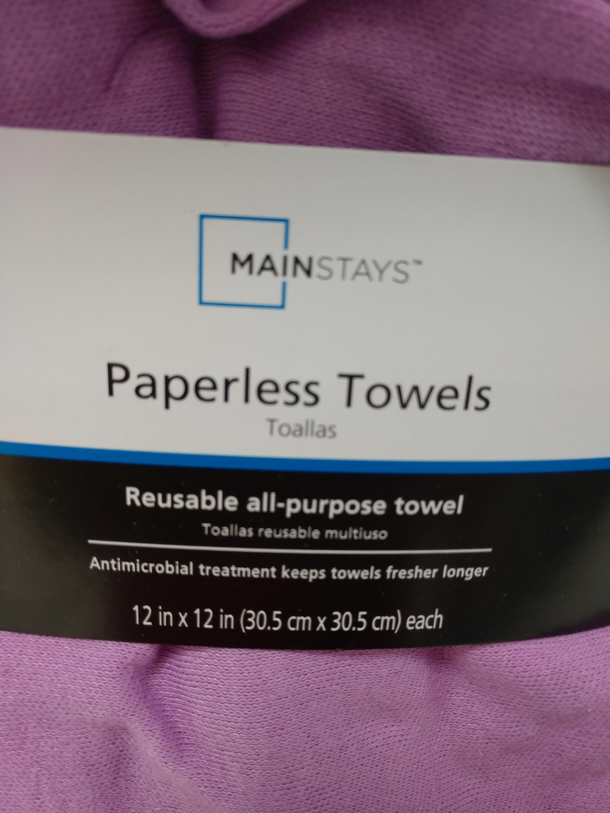 MAINSTAYS™
Paperless Towels
Toallas
Reusable all-purpose towel
Toallas reusable multiuso
Antimicrobial treatment keeps towels fresher longer
12 in x 12 in (30.5 cm x 30.5 cm) each